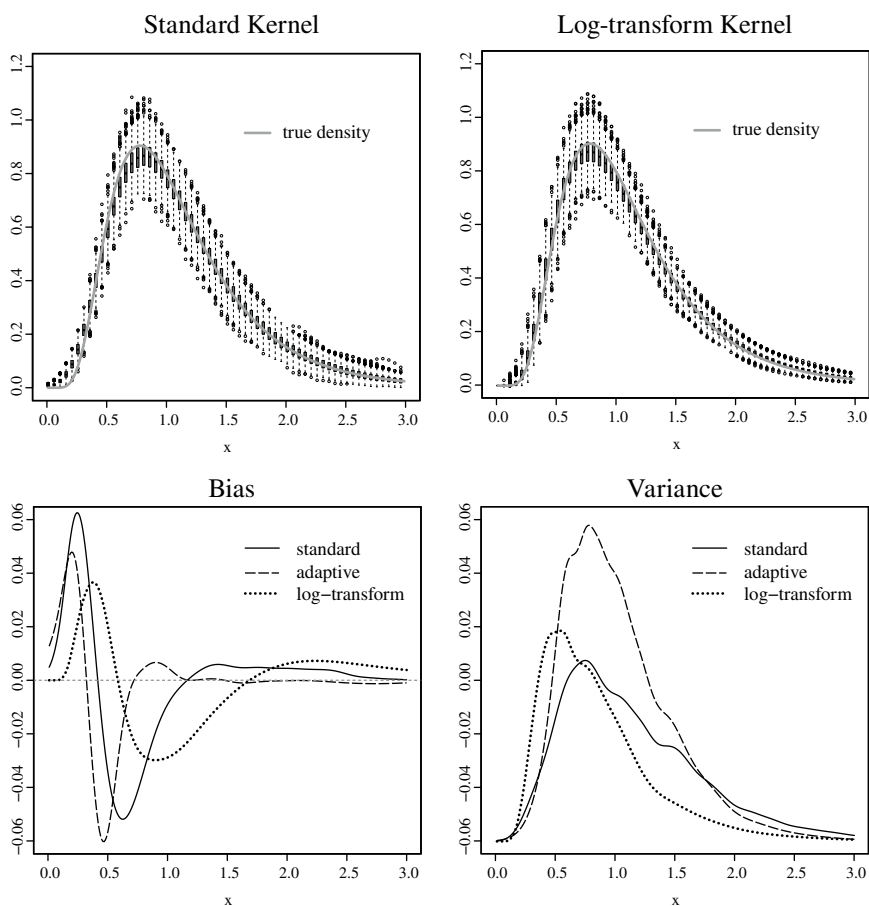 Standard Kernel
1.2
1.0
0.8
0.6
0.4
0.2
0.0
true density
0.0 0.5 1.0 1.5 2.0 2.5 3.0
x
Log-transform Kernel
1.2
1.0
0.8
0.6
0.4
0.2
0.0
true density
0.0 0.5 1.0 1.5 2.0 2.5 3.0
x
Bias
0.06
0.04
0.02
0.00
−0.02
−0.04
−0.06
standard
adaptive
log−transform
0.0 0.5 1.0 1.5 2.0 2.5 3.0
x
Variance
0.06
0.04
0.02
0.00
−0.02
−0.04
−0.06
standard
adaptive
log−transform
0.0 0.5 1.0 1.5 2.0 2.5 3.0
x